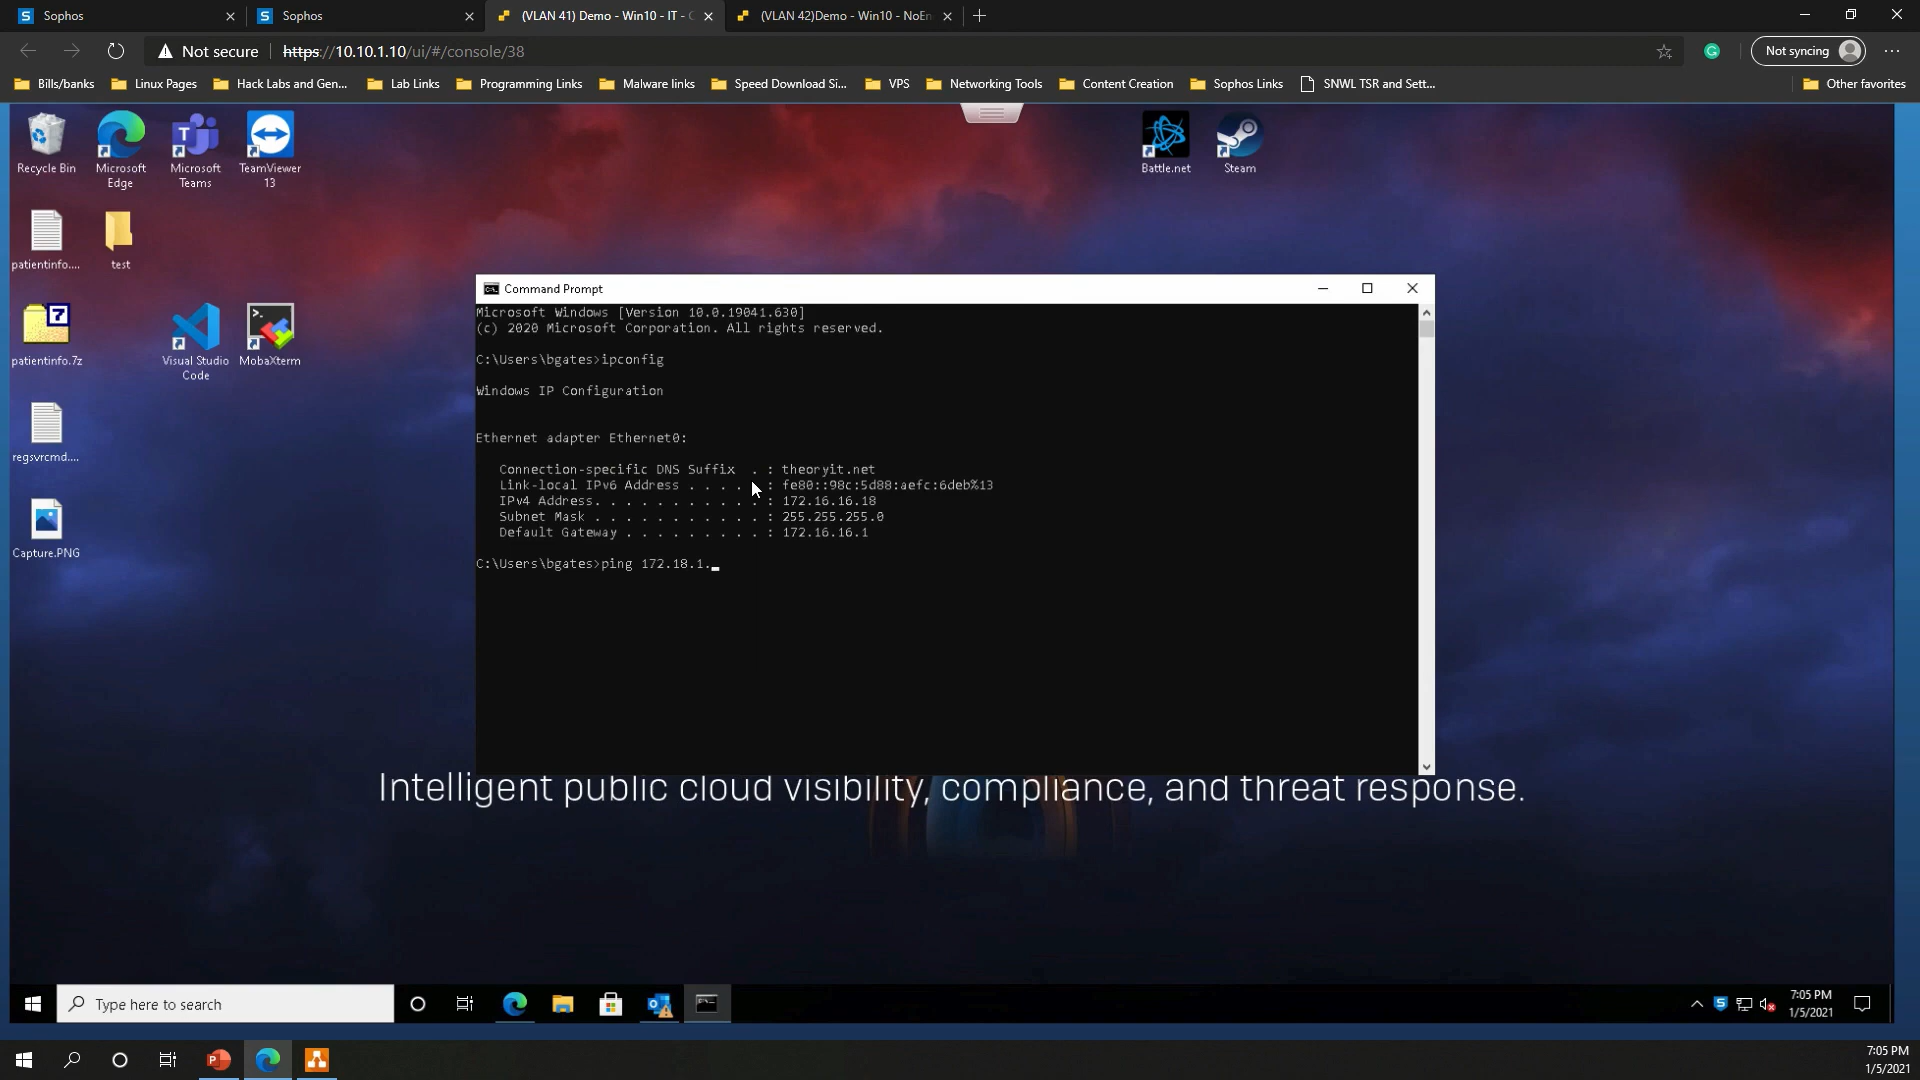 Sophos
Sophos
(VLAN 41) Demo - Win10 - IT - C
(VLAN 42)Demo - Win10 - NoEn
Not secure
https://10.10.1.10/ui/#/console/38
Not syncing
Bills/banks
Linux Pages
Hack Labs and Gen...
Lab Links
Programming Links
Malware links
Speed Download Si...
VPS
Networking Tools
Content Creation
Sophos Links
SNWL TSR and Sett...
Other favorites
Recycle Bin
Microsoft
Edge
Microsoft
Teams
TeamViewer
13
Battle.net
Steam
patientinfo....
test
patientinfo.7z
Visual Studio
Code
MobaXterm
regsvrcmd....
Capture.PNG
Command Prompt
Microsoft Windows [Version 10.0.19041.630]
(c) 2020 Microsoft Corporation. All rights reserved.
C:\Users\bgates>ipconfig
Windows IP Configuration
Ethernet adapter Ethernet0:
Connection-specific DNS Suffix . : theoryit.net
Link-local IPv6 Address . . . . . : fe80::98c:5d88:aefc:6deb%13
IPv4 Address. . . . . . . . . . . : 172.16.16.18
Subnet Mask . . . . . . . . . . . : 255.255.255.0
Default Gateway . . . . . . . . . : 172.16.16.1
C:\Users\bgates>ping 172.18.1._
Intelligent public cloud visibility, compliance, and threat response.
Type here to search
7:05 PM
1/5/2021
7:05 PM
1/5/2021